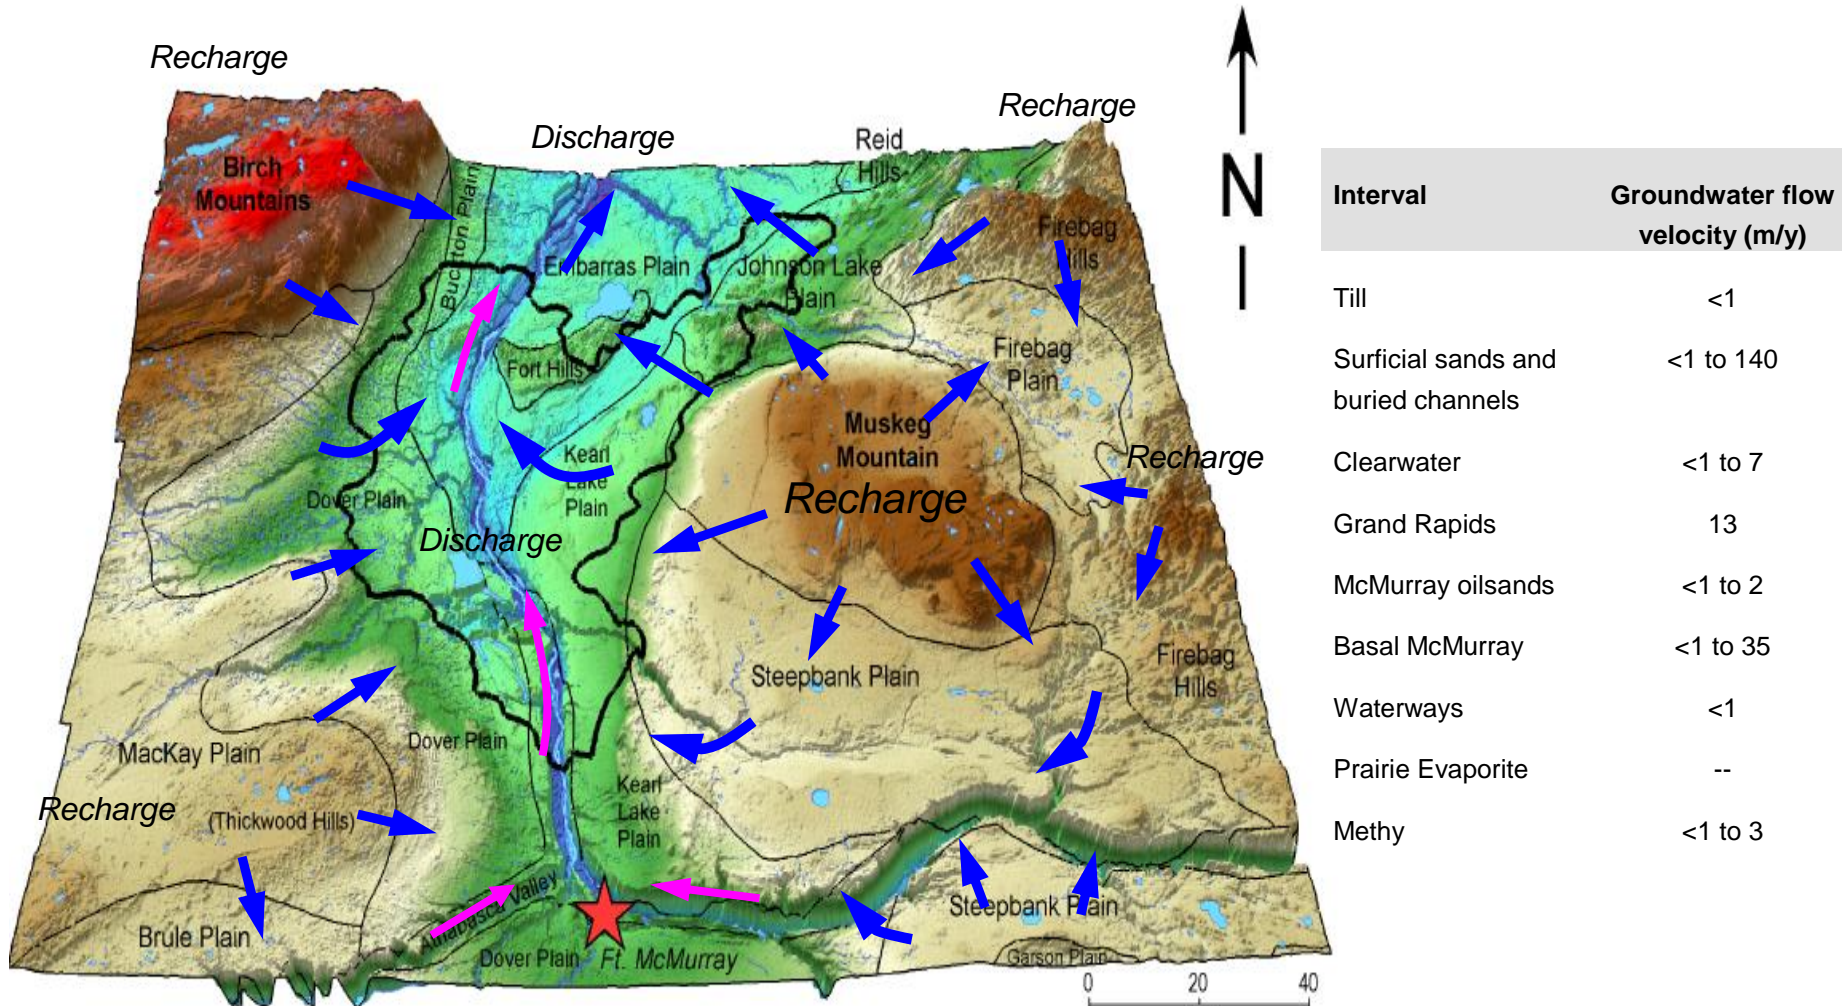 Recharge
Recharge
Discharge
Reid
Hills
N
Birch
Mountains
Buckton Plain
Firebag
Hills
Embarras Plain
Johnson Lake
Plain
Firebag
Plain
Fort Hills
Muskeg
Mountain
Recharge
Recharge
Kearl
Lake
Plain
Dover Plain
Discharge
Steepbank Plain
Firebag
Hills
MacKay Plain
Dover Plain
Kearl
Lake
Plain
Recharge
(Thickwood Hills)
Athabasca Valley
Steepbank Plain
Brule Plain
Dover Plain
Ft. McMurray
Garson Plain
0 20 40
Interval Groundwater flow
velocity (m/y)
Till <1
Surficial sands and <1 to 140
buried channels
Clearwater <1 to 7
Grand Rapids 13
McMurray oilsands <1 to 2
Basal McMurray <1 to 35
Waterways <1
Prairie Evaporite --
Methy <1 to 3